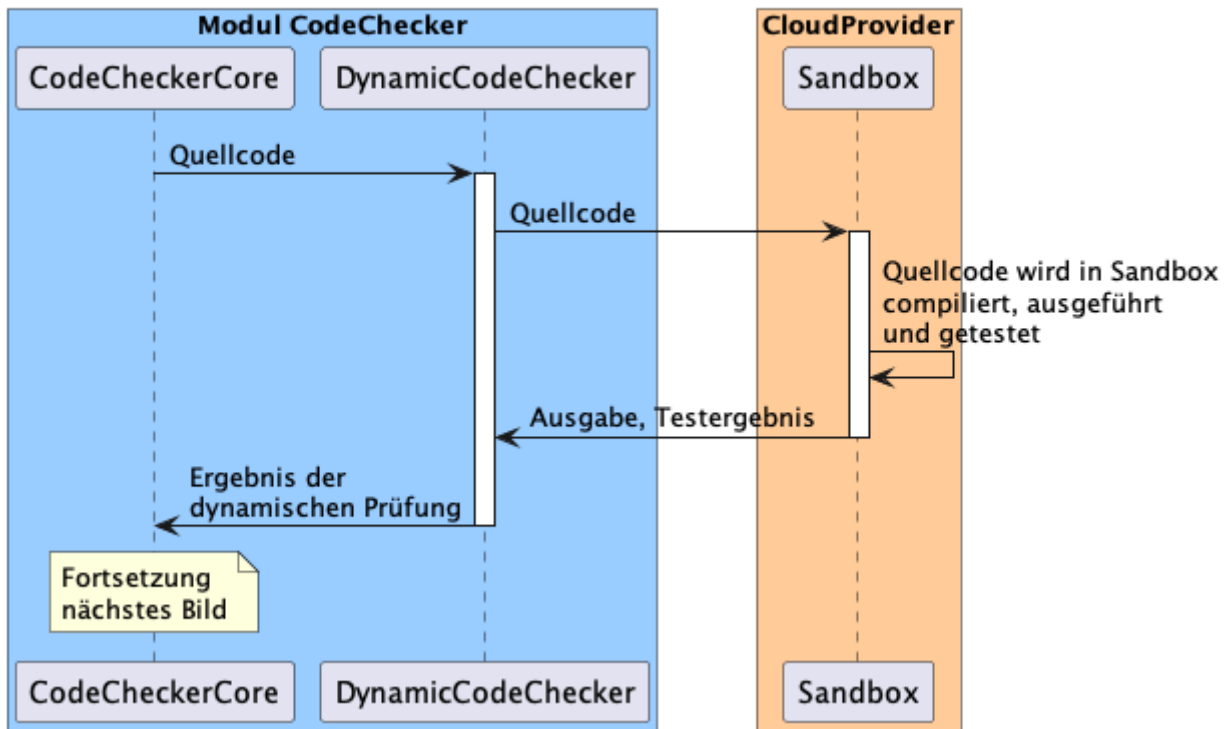 Modul CodeChecker
CloudProvider
CodeCheckerCore
DynamicCodeChecker
Sandbox
Quellcode
Quellcode
Quellcode wird in Sandbox
compiliert, ausgeführt
und getestet
Ausgabe, Testergebnis
Ergebnis der
dynamischen Prüfung
Fortsetzung
nächstes Bild
CodeCheckerCore
DynamicCodeChecker
Sandbox